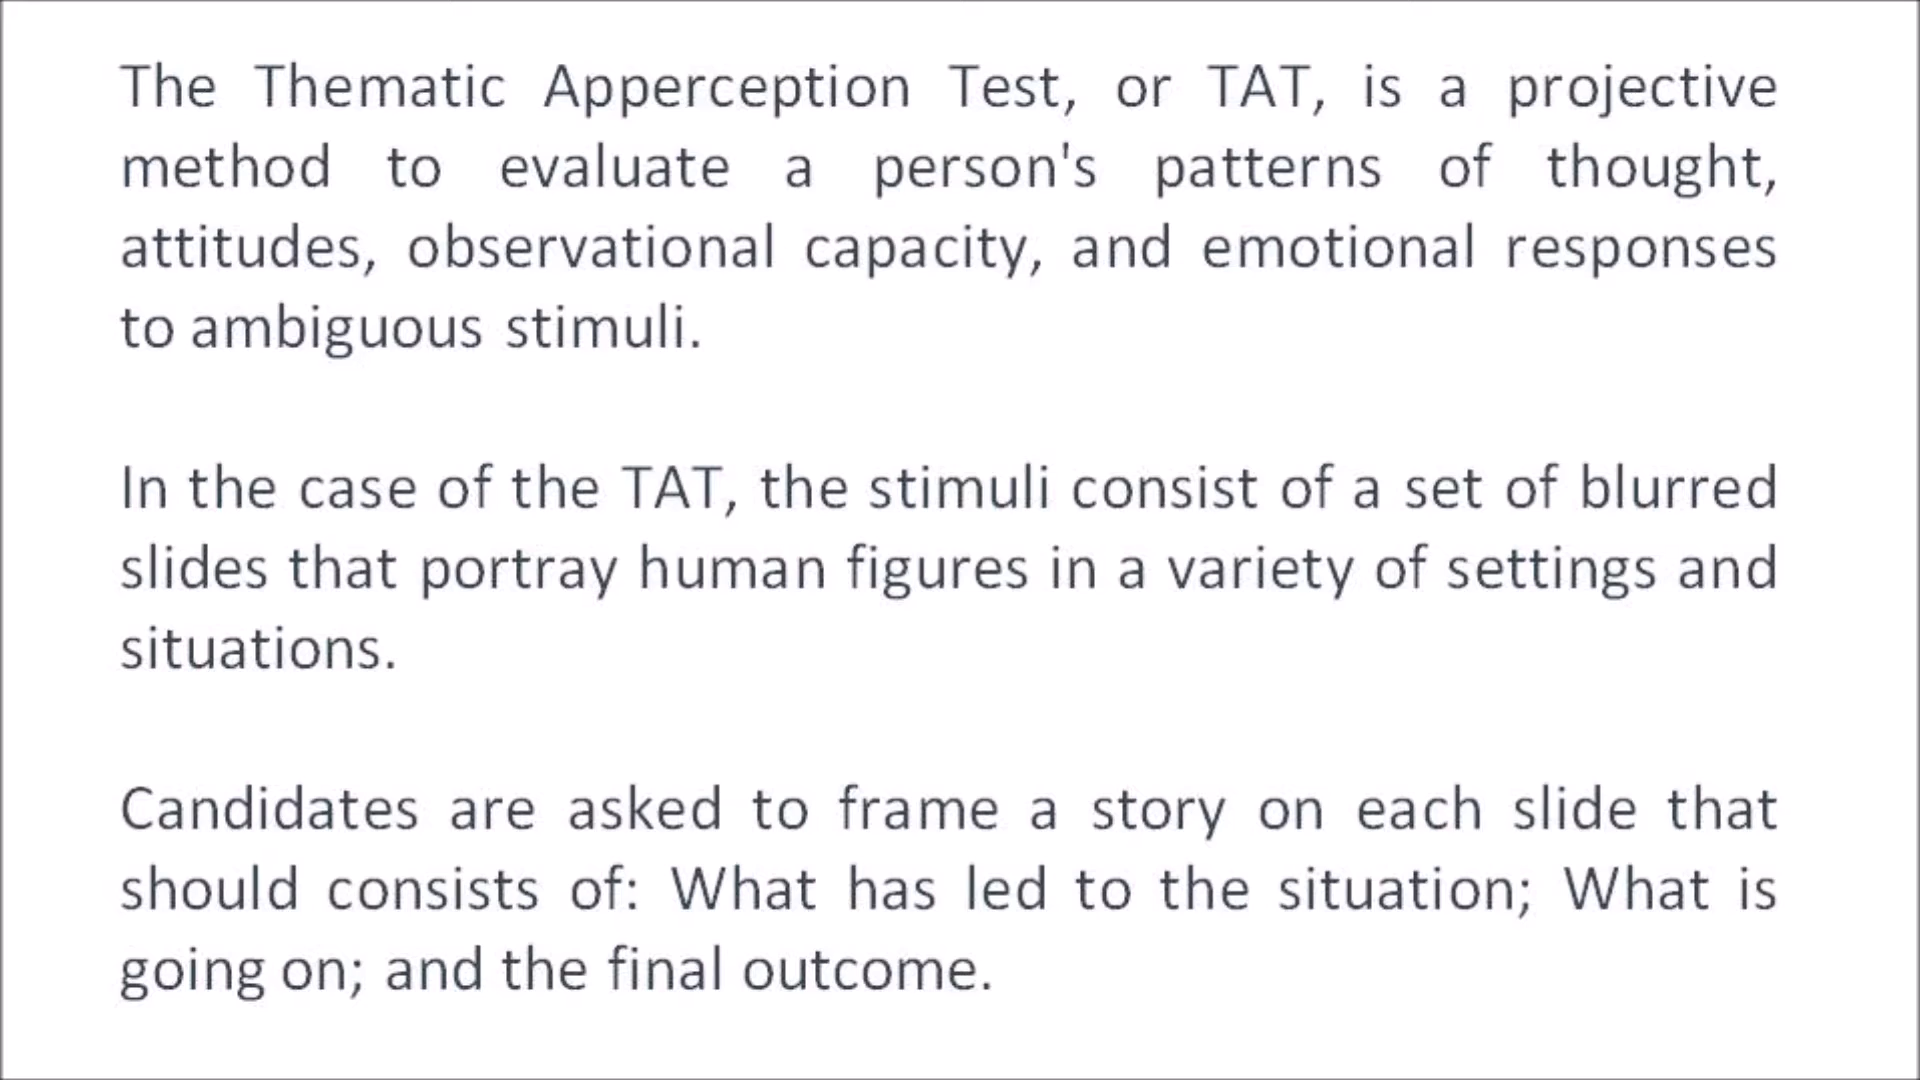 The Thematic Apperception Test, or TAT, is a projective
method to evaluate a person's patterns of thought,
attitudes, observational capacity, and emotional responses
to ambiguous stimuli.
In the case of the TAT, the stimuli consist of a set of blurred
slides that portray human figures in a variety of settings and
situations.
Candidates are asked to frame a story on each slide that
should consists of: What has led to the situation; What is
going on; and the final outcome.